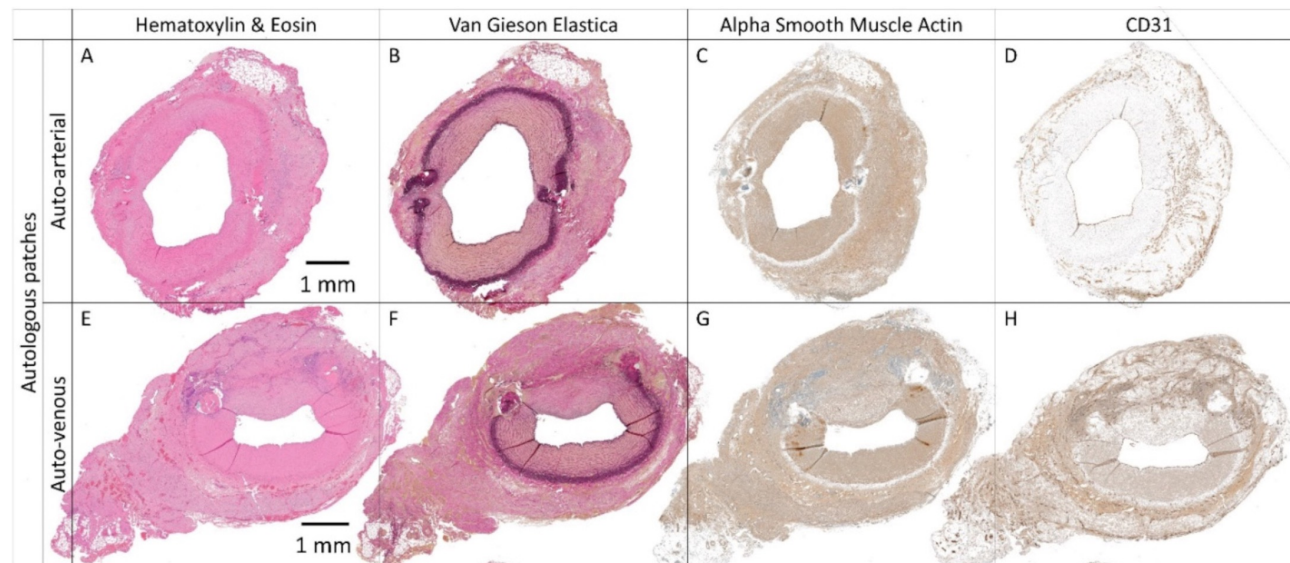 Hematoxylin & Eosin
Van Gieson Elastica
Alpha Smooth Muscle Actin
CD31
Autologous patches
Auto-arterial
A
B
C
D
1 mm
Auto-venous
E
F
G
H
1 mm